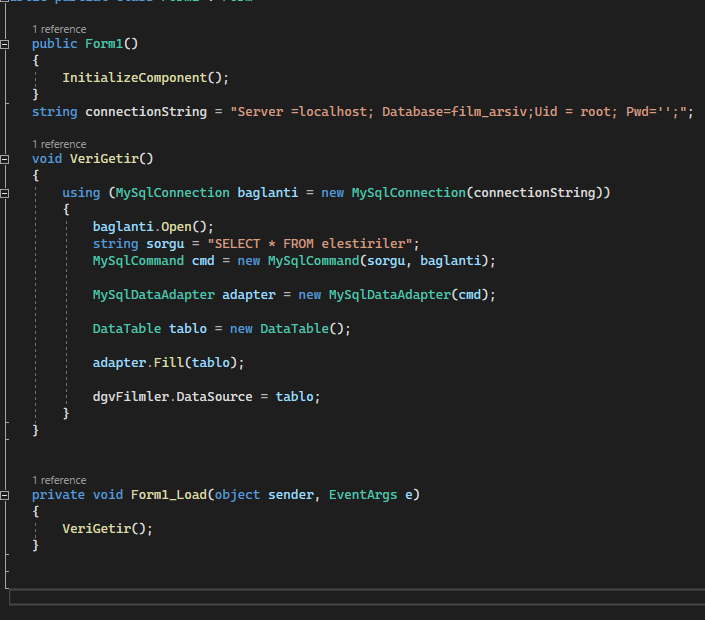 1 reference
public Form1()
{
InitializeComponent();
}
string connectionString = "Server =localhost; Database=film_arsiv;Uid = root; Pwd='';";
1 reference
void VeriGetir()
{
using (MySqlConnection baglanti = new MySqlConnection(connectionString))
{
baglanti.Open();
string sorgu = "SELECT * FROM elestiriler";
MySqlCommand cmd = new MySqlCommand(sorgu, baglanti);
MySqlDataAdapter adapter = new MySqlDataAdapter(cmd);
DataTable tablo = new DataTable();
adapter.Fill(tablo);
dgvFilmler.DataSource = tablo;
}
}
1 reference
private void Form1_Load(object sender, EventArgs e)
{
VeriGetir();
}